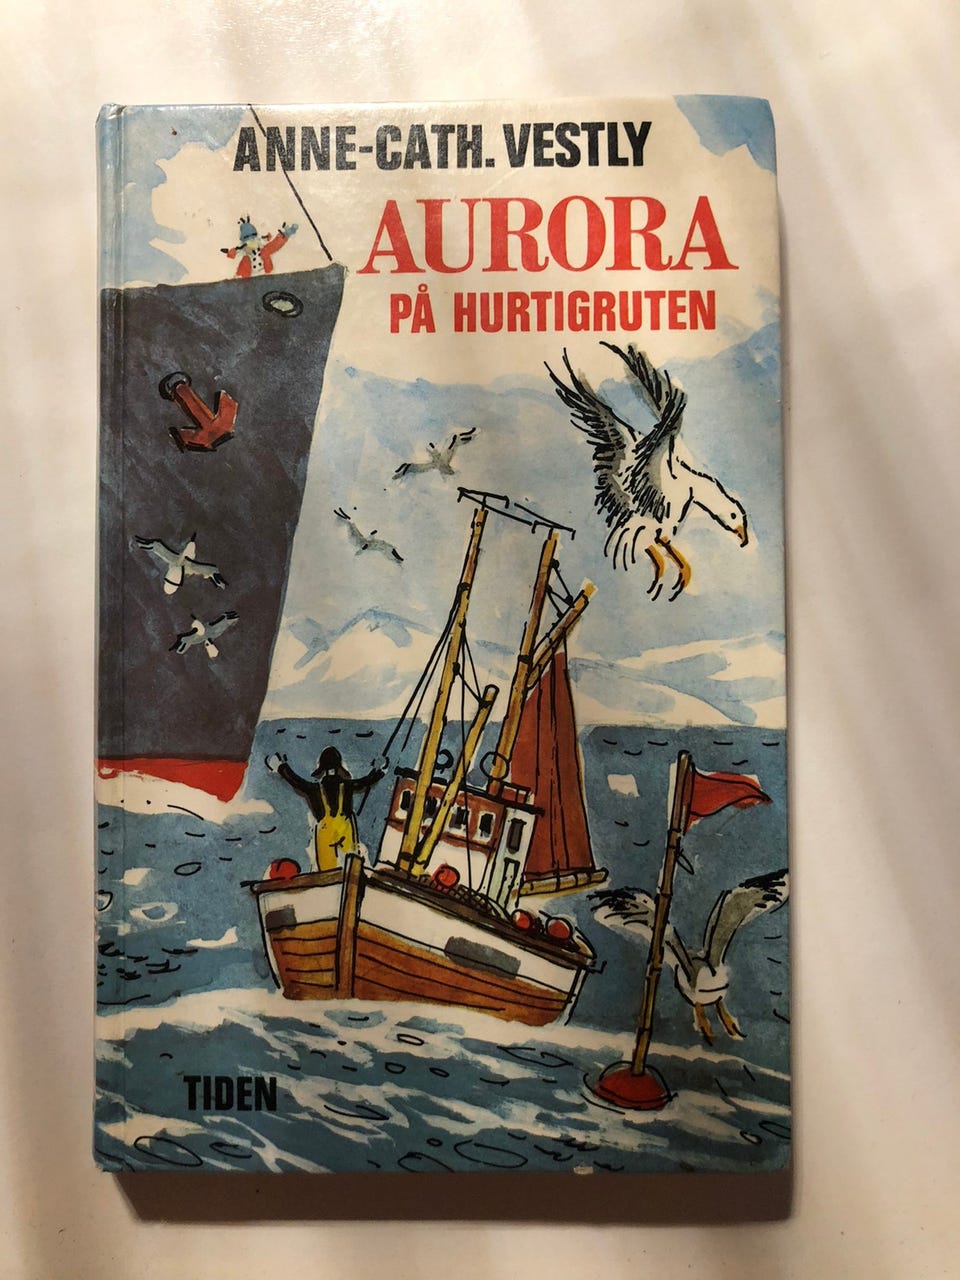 ANNE-CATH. VESTLY
AURORA
PÅ HURTIGRUTEN
TIDEN